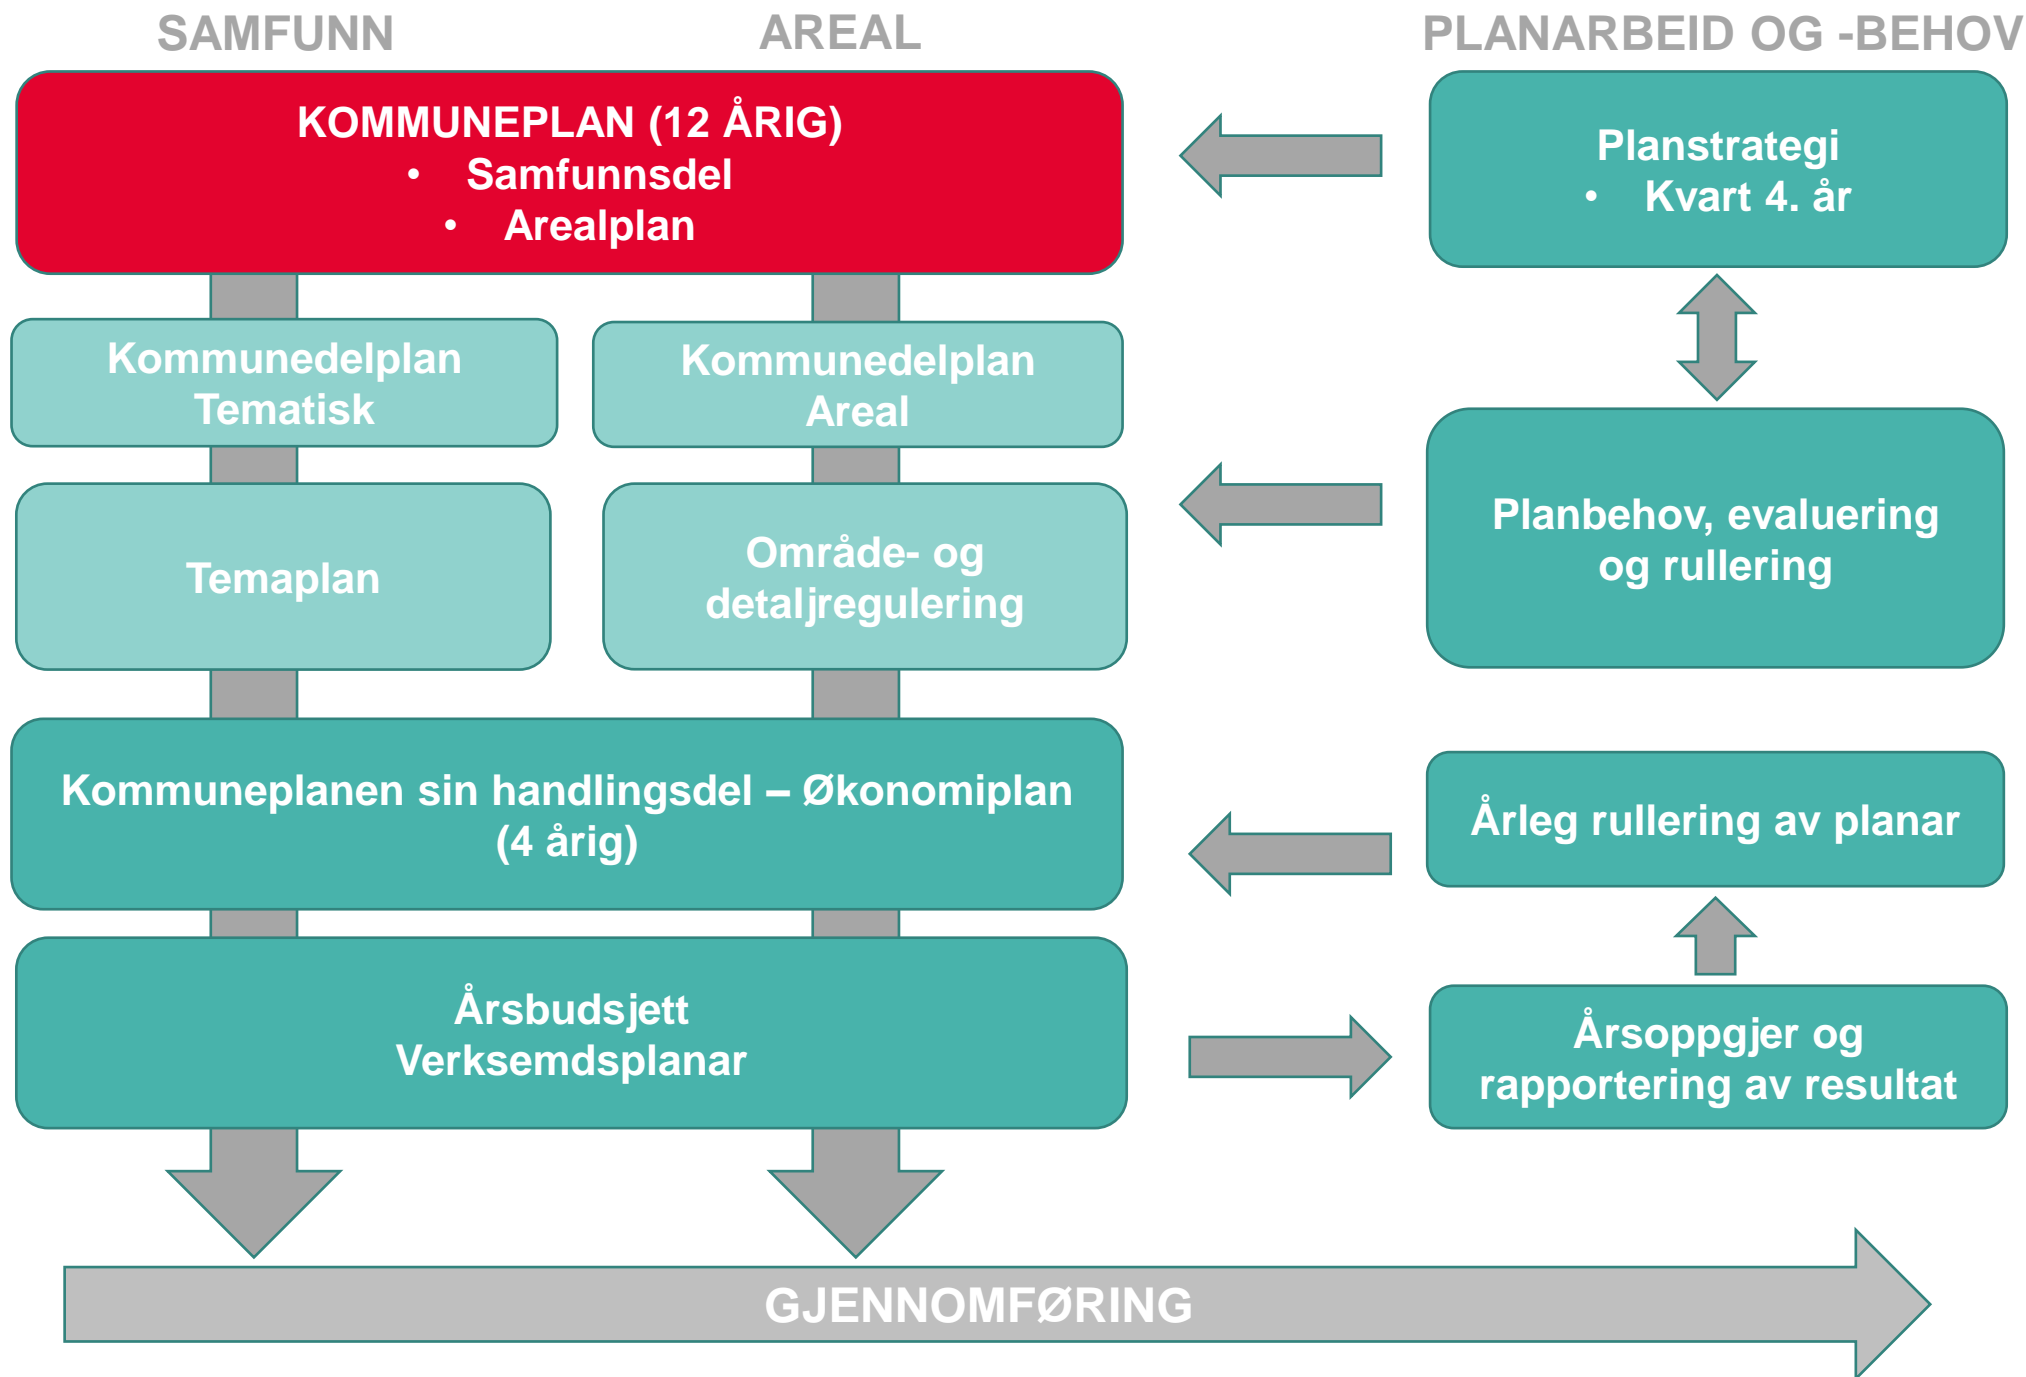 SAMFUNN
AREAL
PLANARBEID OG -BEHOV
KOMMUNEPLAN (12 ÅRIG)
• Samfunnsdel
• Arealplan
Planstrategi
• Kvart 4. år
Kommunedelplan
Tematisk
Kommunedelplan
Areal
Planbehov, evaluering
og rullering
Temaplan
Område- og
detaljregulering
Kommuneplanen sin handlingsdel – Økonomiplan
(4 årig)
Årleg rullering av planar
Årsbudsjett
Verksemdsplanar
Årsoppgjer og
rapportering av resultat
GJENNOMFØRING